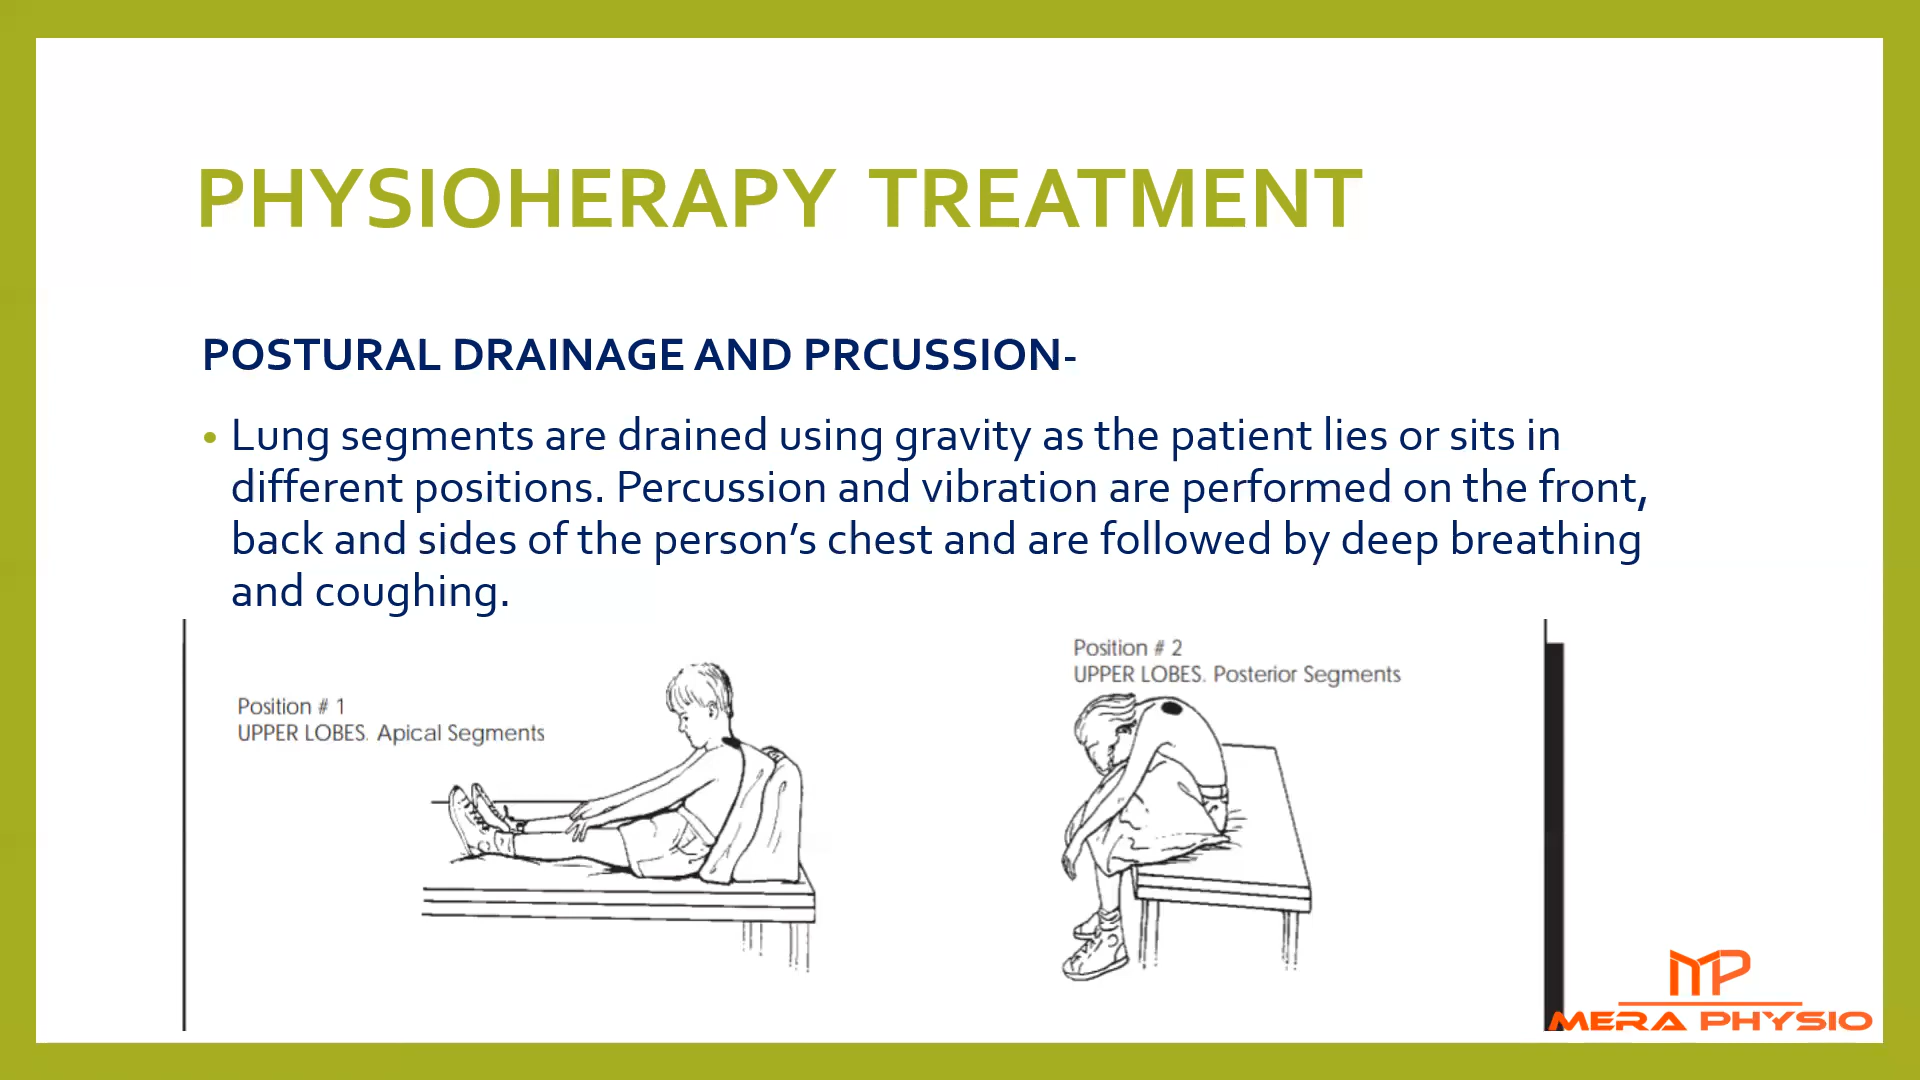 PHYSIOHERAPY TREATMENT
POSTURAL DRAINAGE AND PRCUSSION-
• Lung segments are drained using gravity as the patient lies or sits in
different positions. Percussion and vibration are performed on the front,
back and sides of the person’s chest and are followed by deep breathing
and coughing.
Position # 1
UPPER LOBES. Apical Segments
Position # 2
UPPER LOBES. Posterior Segments
MP
MERA PHYSIO